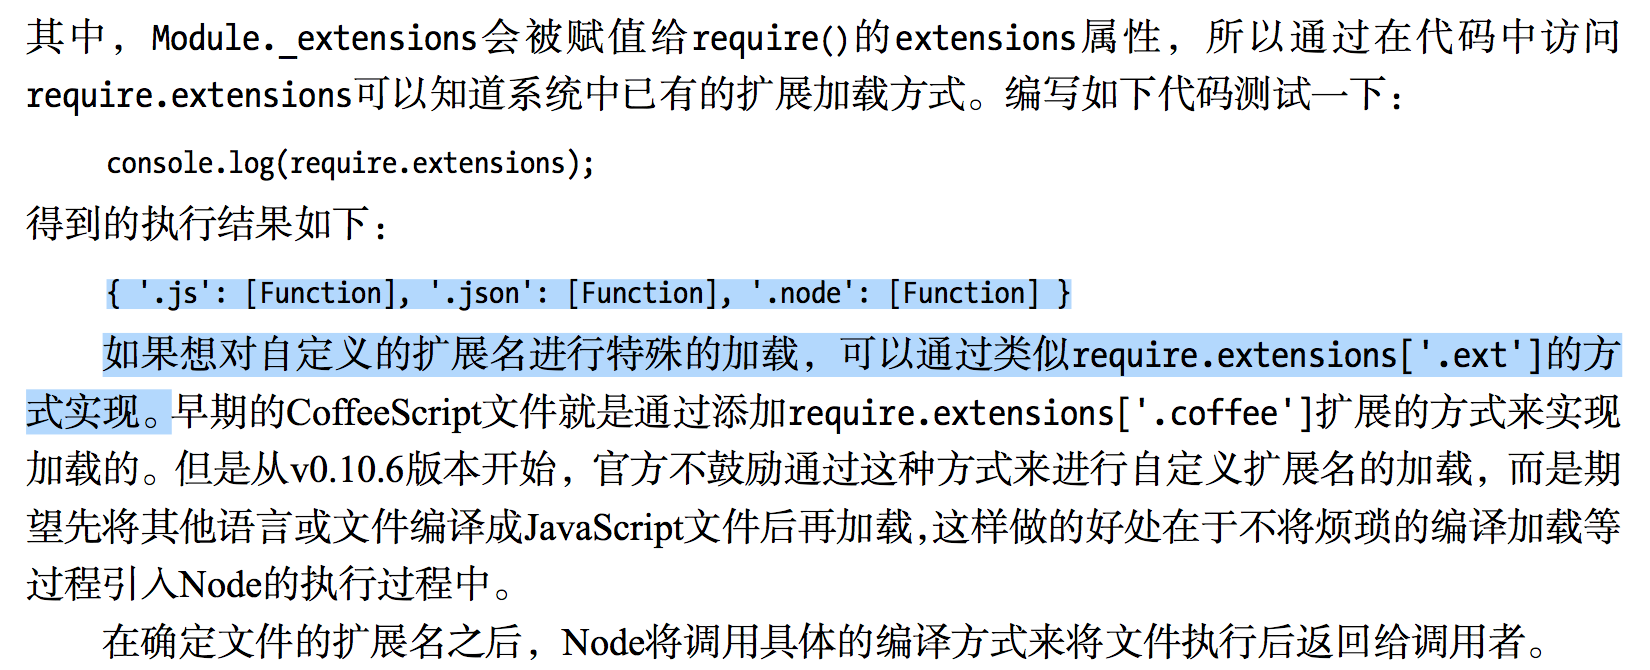 其中，Module._extensions会被赋值给require()的extensions属性，所以通过在代码中访问
require.extensions可以知道系统中已有的扩展加载方式。编写如下代码测试一下：
console.log(require.extensions);
得到的执行结果如下：
{ '.js': [Function], '.json': [Function], '.node': [Function] }
如果想对自定义的扩展名进行特殊的加载，可以通过类似require.extensions['.ext']的方
式实现。早期的CoffeeScript文件就是通过添加require.extensions['.coffee']扩展的方式来实现
加载的。但是从v0.10.6版本开始，官方不鼓励通过这种方式来进行自定义扩展名的加载，而是期
望先将其他语言或文件编译成JavaScript文件后再加载，这样做的好处在于不将烦琐的编译加载等
过程引入Node的执行过程中。
在确定文件的扩展名之后，Node将调用具体的编译方式来将文件执行后返回给调用者。